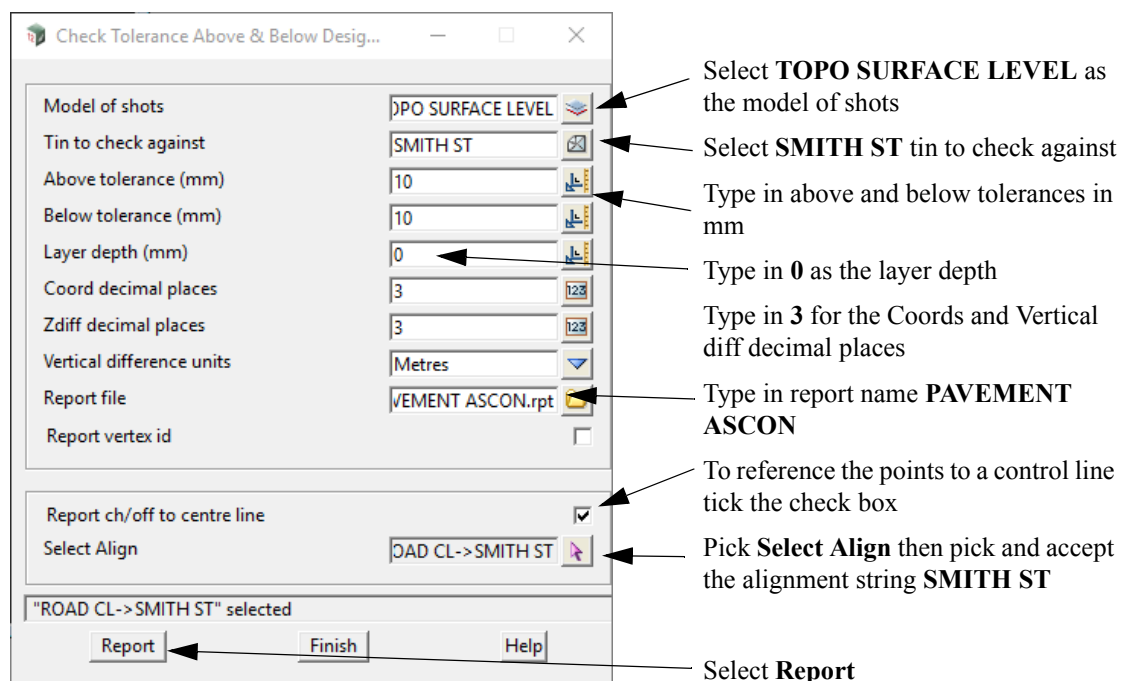 Check Tolerance Above & Below Desig...
Model of shots
OPO SURFACE LEVEL
Tin to check against
SMITH ST
Above tolerance (mm)
10
Below tolerance (mm)
10
Layer depth (mm)
0
Coord decimal places
3
123
Zdiff decimal places
3
123
Vertical difference units
Metres
Report file
VEMENT ASCON.rpt
Report vertex id
Report ch/off to centre line
Select Align
OAD CL->SMITH ST
"ROAD CL->SMITH ST" selected
Report
Finish
Help
Select TOPO SURFACE LEVEL as
the model of shots
Select SMITH ST tin to check against
Type in above and below tolerances in
mm
Type in 0 as the layer depth
Type in 3 for the Coords and Vertical
diff decimal places
Type in report name PAVEMENT
ASCON
To reference the points to a control line
tick the check box
Pick Select Align then pick and accept
the alignment string SMITH ST
Select Report